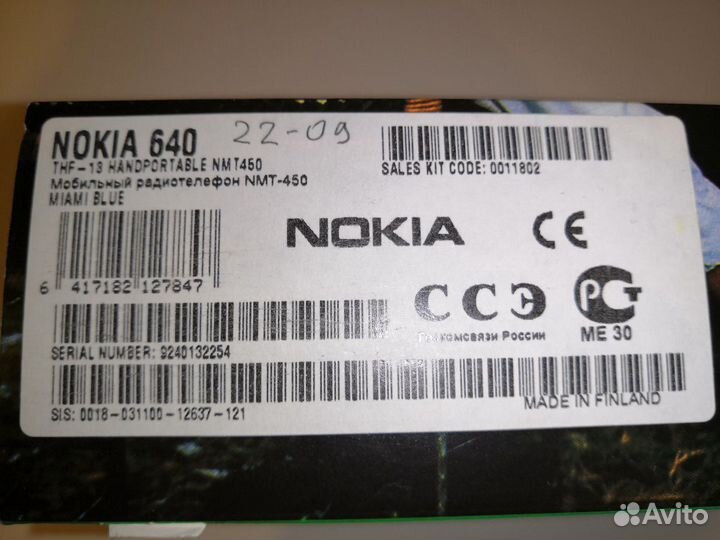 NOKIA 640 22-09
THF-13 HANDPORTABLE NMT450
Мобильный радиотелефон NMT-450
MIAMI BLUE
SALES KIT CODE: 0011802
NOKIA CE
6 417182 127847
ССЭ РСТ
России
ME 30
SERIAL NUMBER: 9240132254
MADE IN FINLAND
SIS: 0018-031100-12637-121
Avito